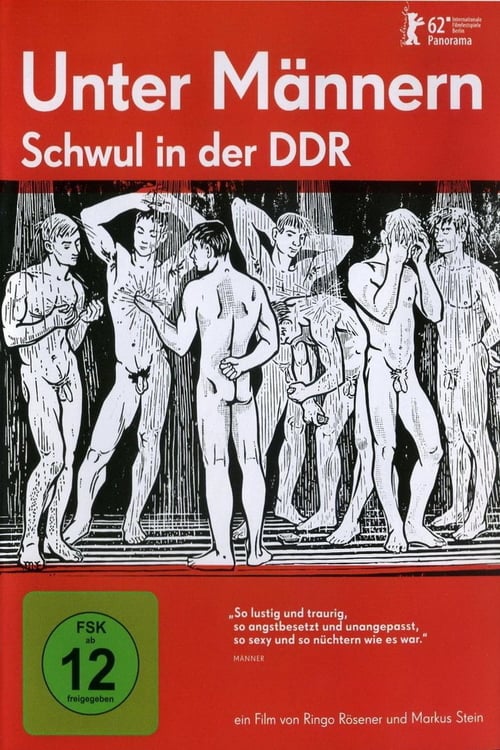 62
Internationale
Filmfestspiele
Berlin
Panorama
Unter Männern
Schwul in der DDR
FSK
ab
12
freigegeben
„So lustig und traurig,
so angstbesetzt und unangepasst,
so sexy und so nüchtern wie es war.“
MÄNNER
ein Film von Ringo Rösener und Markus Stein